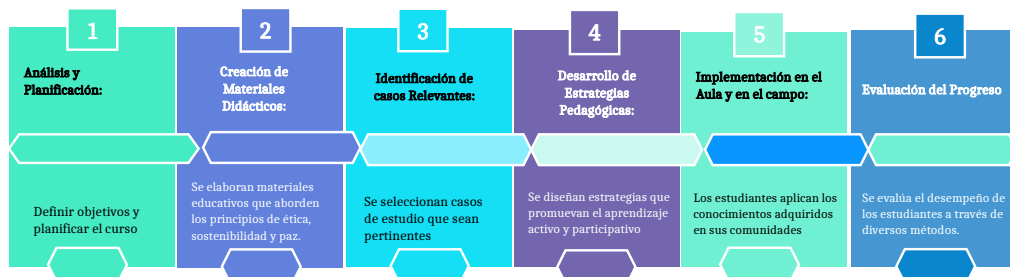 1
Análisis y
Planificación:
Definir objetivos y
planificar el curso
2
Creación de
Materiales
Didácticos:
Se elaboran materiales
educativos que aborden
los principios de ética,
sostenibilidad y paz.
3
Identificación de
casos Relevantes:
Se seleccionan casos
de estudio que sean
pertinentes
4
Desarrollo de
Estrategias
Pedagógicas:
Se diseñan estrategias que
promuevan el aprendizaje
activo y participativo
5
Implementación en el
Aula y en el campo:
Los estudiantes aplican los
conocimientos adquiridos
en sus comunidades
6
Evaluación del Progreso
Se evalúa el desempeño de
los estudiantes a través de
diversos métodos.